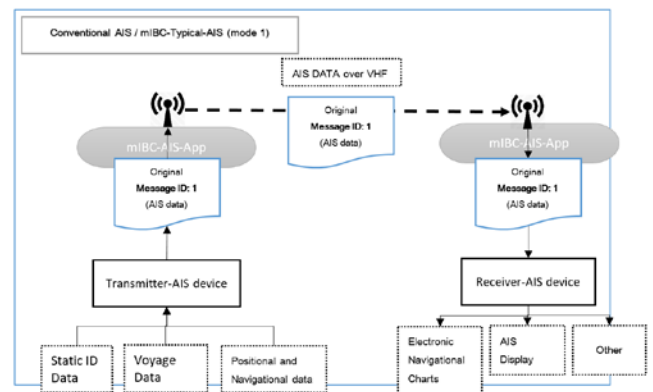 Conventional AIS / mIBC-Typical-AIS (mode 1)
AIS DATA over VHF
Original
Message ID: 1
(AIS data)
mIBC-AIS-App
mIBC-AIS-App
Original
Message ID: 1
(AIS data)
Original
Message ID: 1
(AIS data)
Transmitter-AIS device
Receiver-AIS device
Static ID
Data
Voyage
Data
Positional and
Navigational data
Electronic
Navigational
Charts
AIS
Display
Other